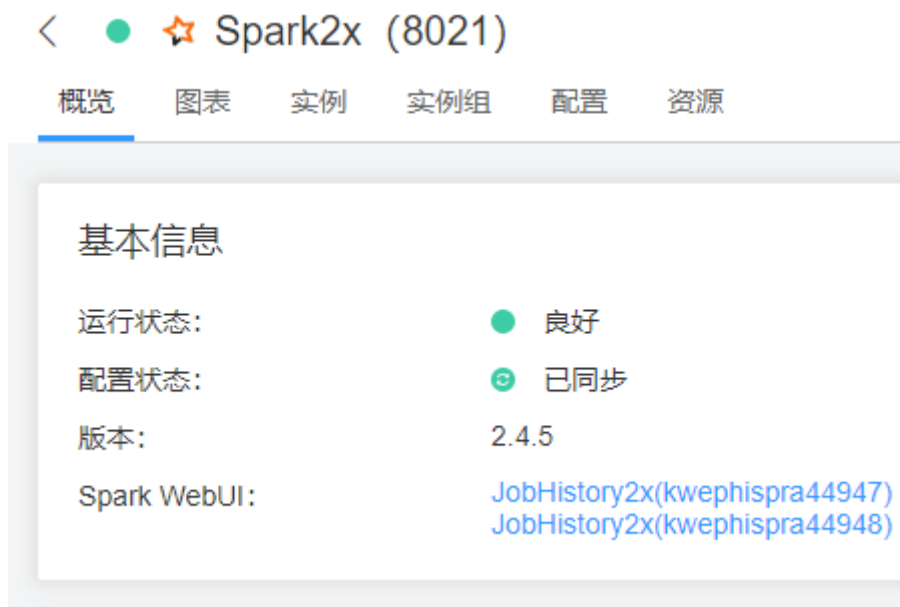 Spark2x (8021)
概览 图表 实例 实例组 配置 资源
基本信息
运行状态: 良好
配置状态: 已同步
版本: 2.4.5
Spark WebUI: JobHistory2x(kwephispra44947)
JobHistory2x(kwephispra44948)